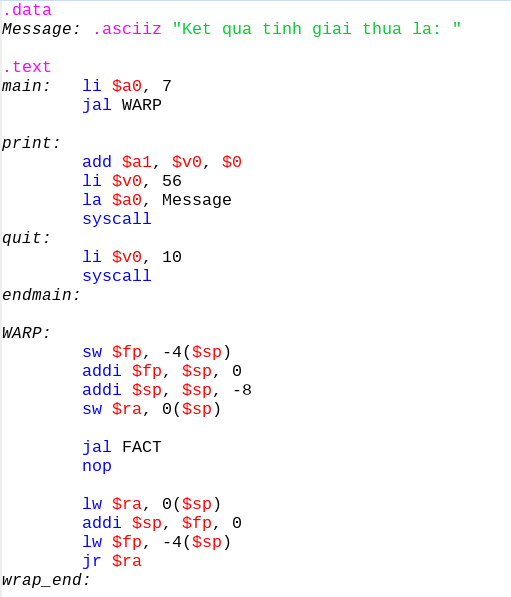 .data
Message: .asciiz "Ket qua tinh giai thua la: "
.text
main: li $a0, 7
jal WARP
print:
add $a1, $v0, $0
li $v0, 56
la $a0, Message
syscall
quit:
li $v0, 10
syscall
endmain:
WARP:
sw $fp, -4($sp)
addi $fp, $sp, 0
addi $sp, $sp, -8
sw $ra, 0($sp)
jal FACT
nop
lw $ra, 0($sp)
addi $sp, $fp, 0
lw $fp, -4($sp)
jr $ra
wrap_end: